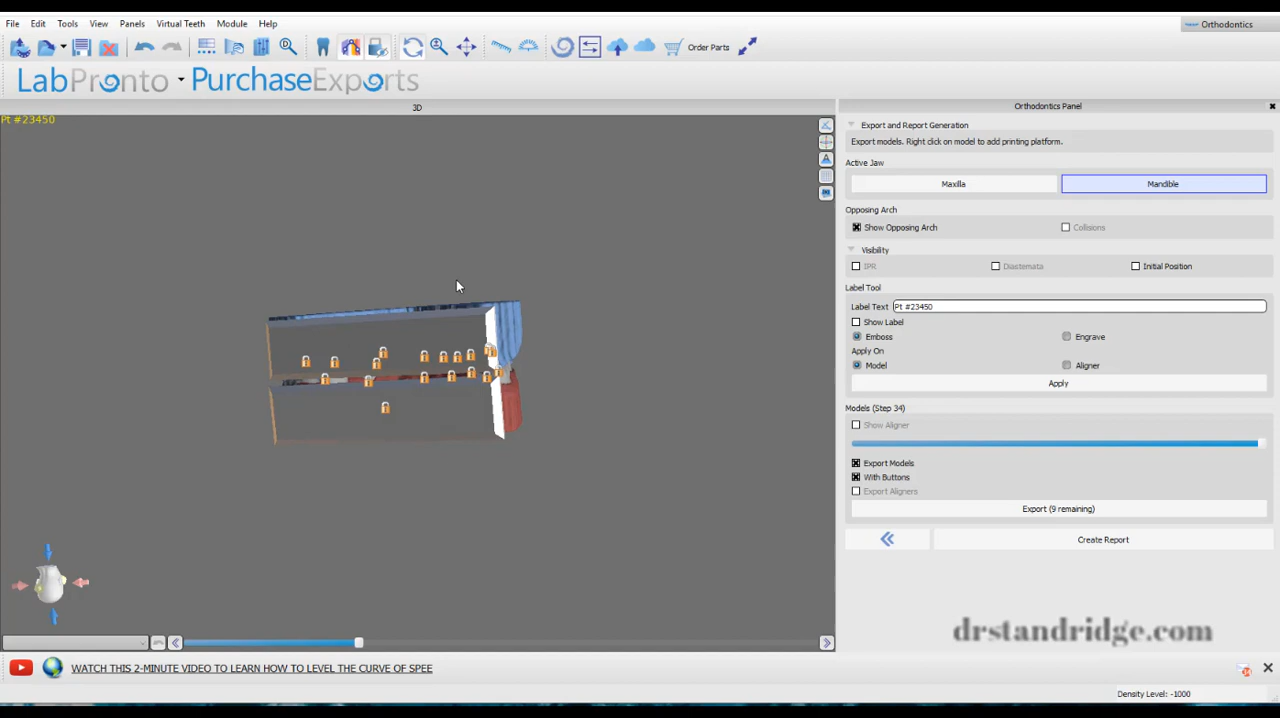 File Edit Tools View Panels Virtual Teeth Module Help
Orthodontics
Order Parts
LabPronto PurchaseExports
3D
Pt #23450
Orthodontics Panel
Export and Report Generation
Export models. Right click on model to add printing platform.
Active Jaw
Maxilla Mandible
Opposing Arch
Show Opposing Arch Collisions
Visibility
IPR Diastemata Initial Position
Label Tool
Label Text Pt #23450
Show Label
Emboss Engrave
Apply On
Model Aligner
Apply
Models (Step 34)
Show Aligner
Export Models
With Buttons
Export Aligners
Export (9 remaining)
Create Report
drstandridge.com
WATCH THIS 2-MINUTE VIDEO TO LEARN HOW TO LEVEL THE CURVE OF SPEE
Density Level: -1000